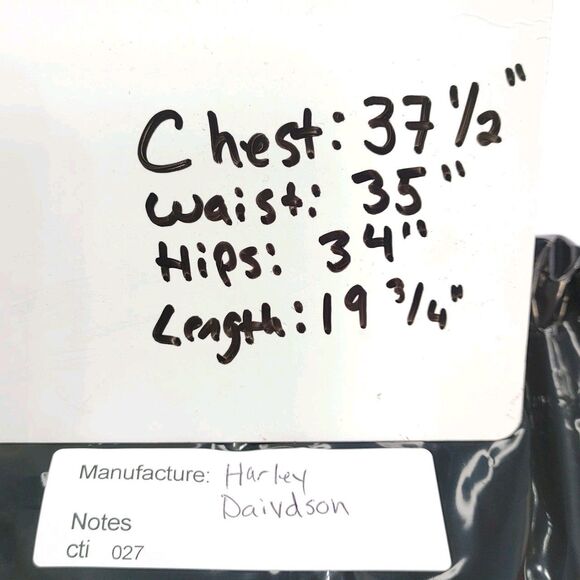 Chest: 37 1/2"
Waist: 35"
Hips: 34"
Length: 19 3/4"
Manufacture: Harley
Daivdson
Notes
cti 027